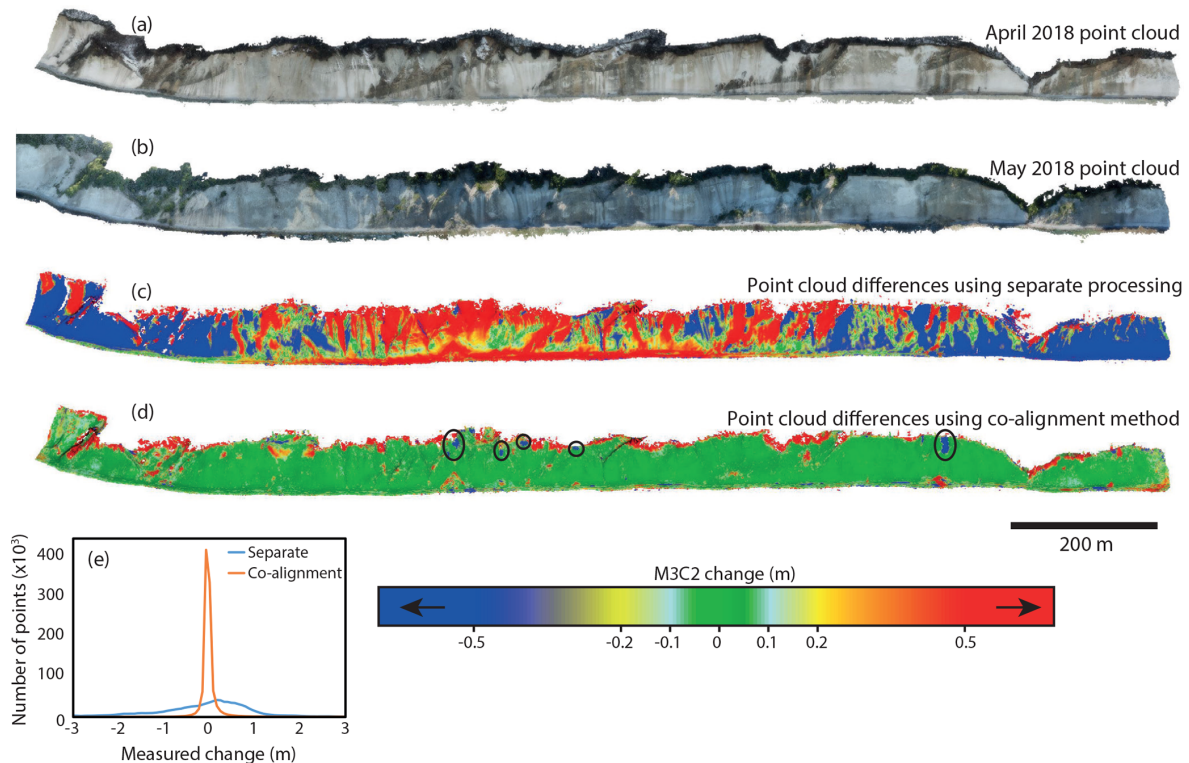 (a)
April 2018 point cloud
(b)
May 2018 point cloud
(c)
Point cloud differences using separate processing
(d)
Point cloud differences using co-alignment method
200 m
(e)
Separate
Co-alignment
Number of points (x10³)
400
300
200
100
0
-3 -2 -1 0 1 2 3
Measured change (m)
M3C2 change (m)
-0.5 -0.2 -0.1 0 0.1 0.2 0.5